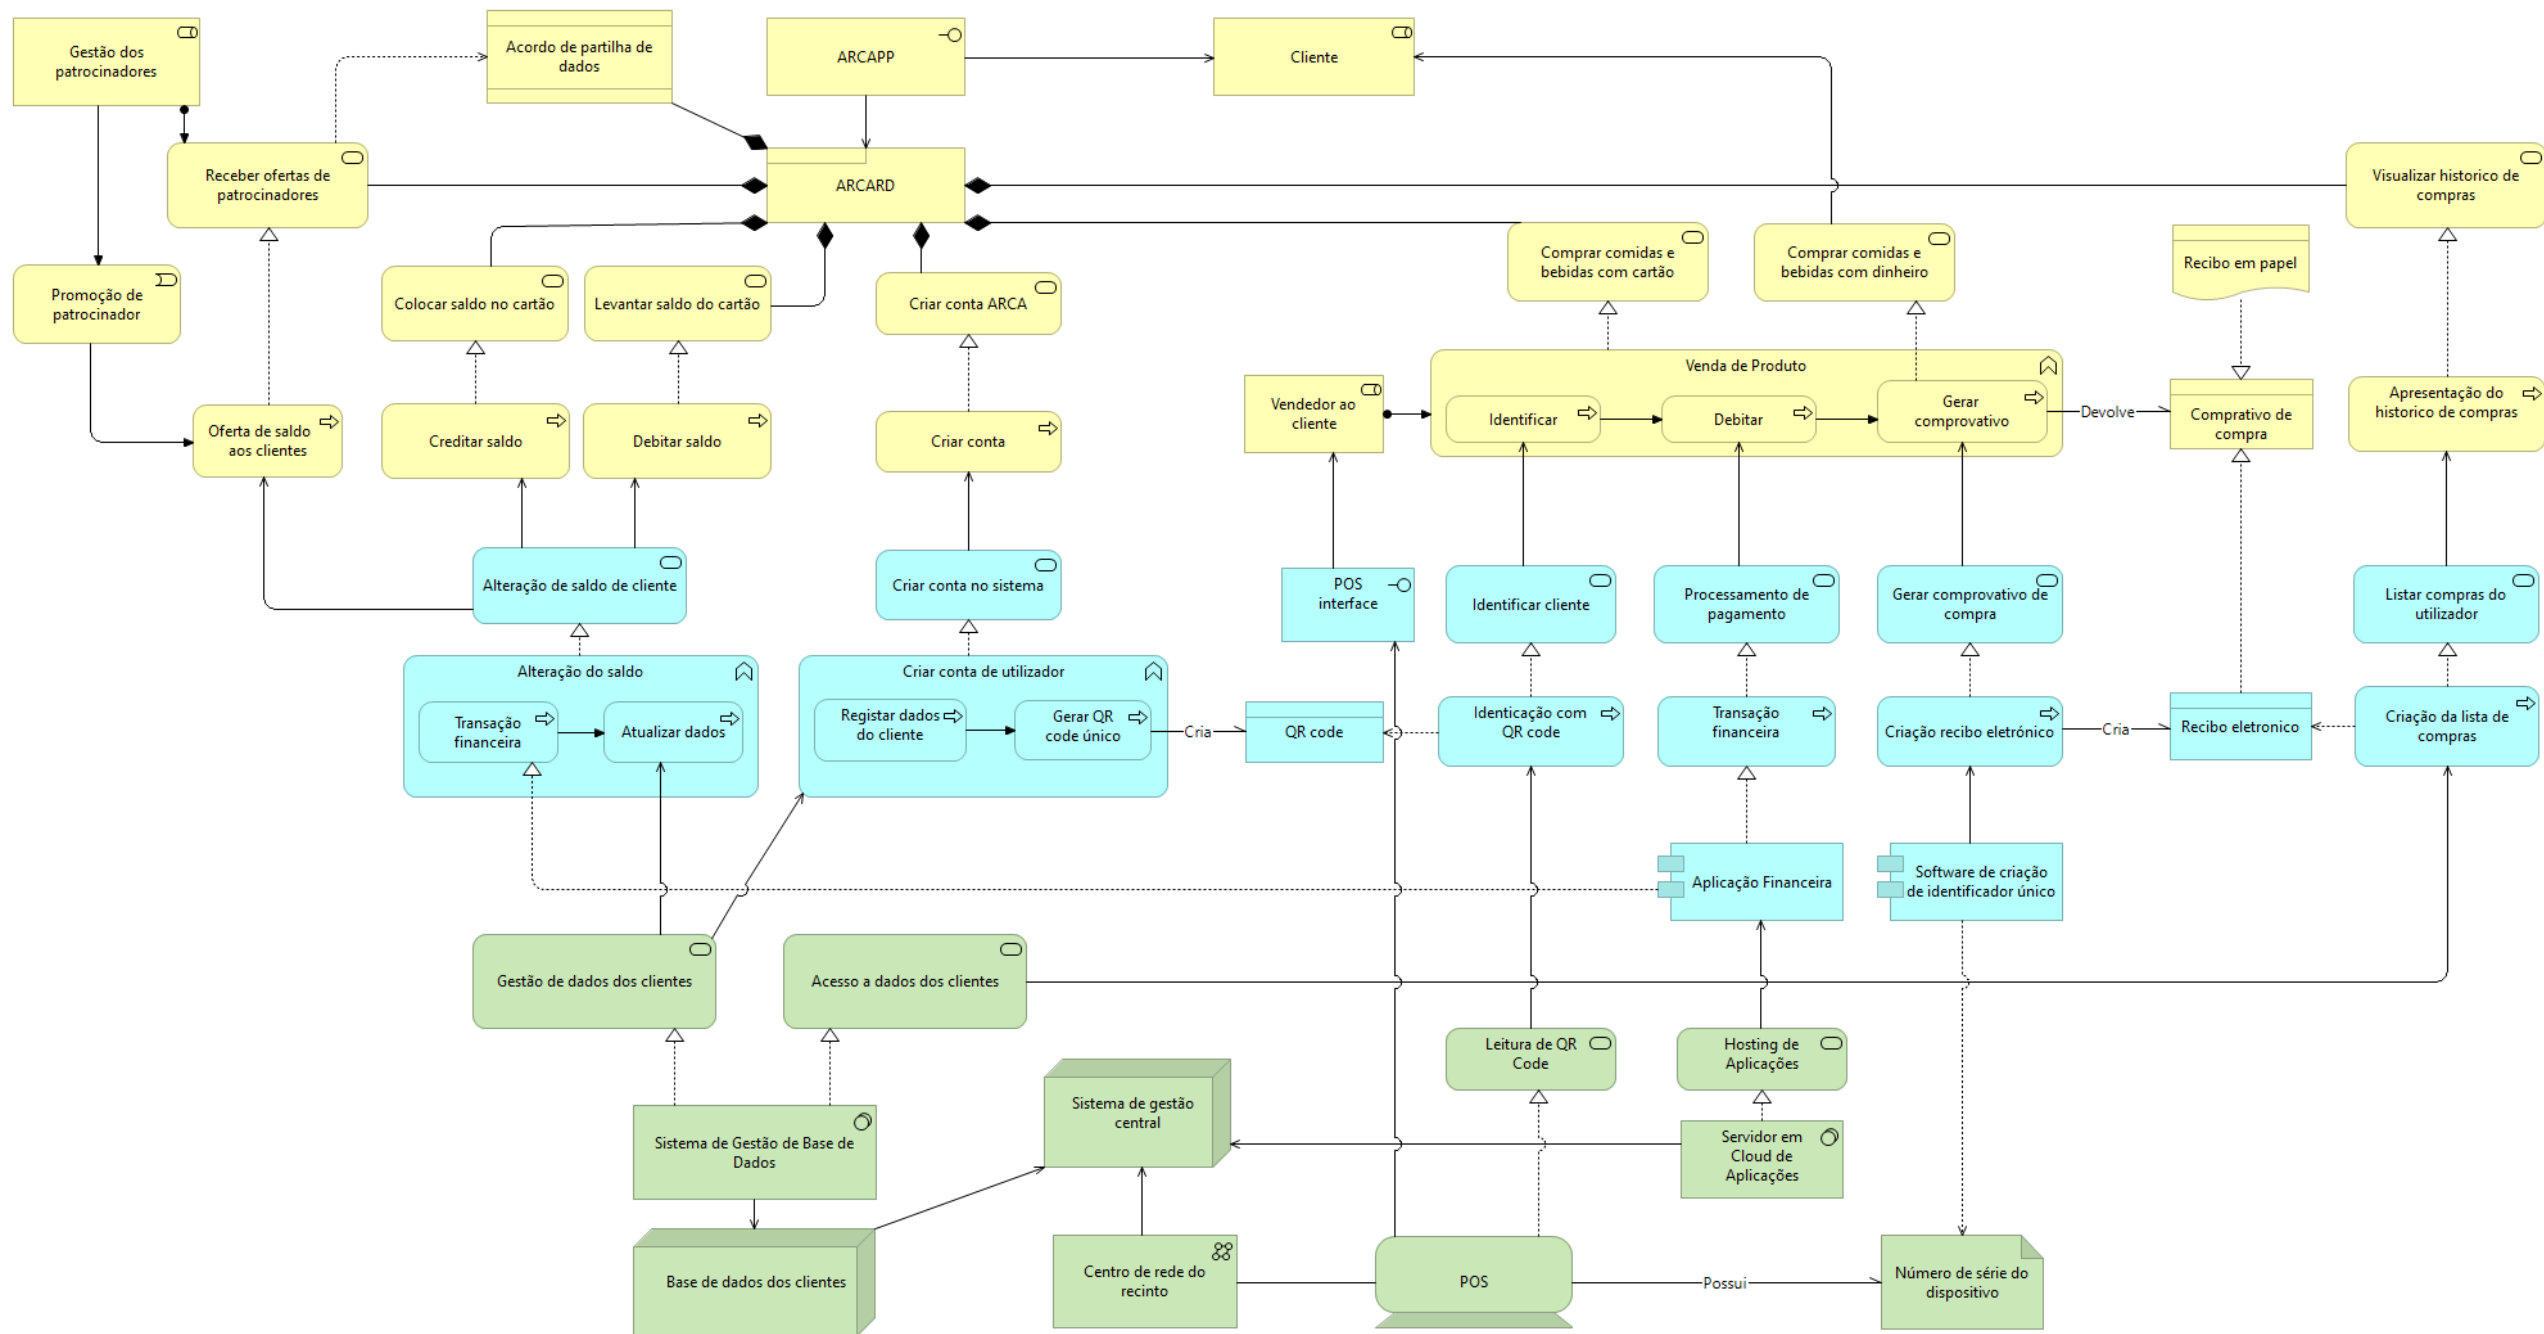 Gestão dos
patrocinadores
Acordo de partilha de
dados
ARCAPP
Cliente
Receber ofertas de
patrocinadores
ARCARD
Visualizar historico de
compras
Promoção de
patrocinador
Colocar saldo no cartão
Levantar saldo do cartão
Criar conta ARCA
Comprar comidas e
bebidas com cartão
Comprar comidas e
bebidas com dinheiro
Recibo em papel
Oferta de saldo
aos clientes
Creditar saldo
Debitar saldo
Criar conta
Vendedor ao
cliente
Venda de Produto
Identificar
Debitar
Gerar
comprovativo
Devolve
Comprativo de
compra
Apresentação do
historico de compras
Alteração de saldo de cliente
Criar conta no sistema
POS
interface
Identificar cliente
Processamento de
pagamento
Gerar comprovativo de
compra
Listar compras do
utilizador
Alteração do saldo
Transação
financeira
Atualizar dados
Criar conta de utilizador
Registar dados
do cliente
Gerar QR
code único
Cria
QR code
Identicação com
QR code
Transação
financeira
Criação recibo eletrónico
Cria
Recibo eletronico
Criação da lista de
compras
Aplicação Financeira
Software de criação
de identificador único
Gestão de dados dos clientes
Acesso a dados dos clientes
Leitura de QR
Code
Hosting de
Aplicações
Sistema de Gestão de Base de
Dados
Sistema de gestão
central
Servidor em
Cloud de
Aplicações
Base de dados dos clientes
Centro de rede do
recinto
POS
Possui
Número de série do
dispositivo